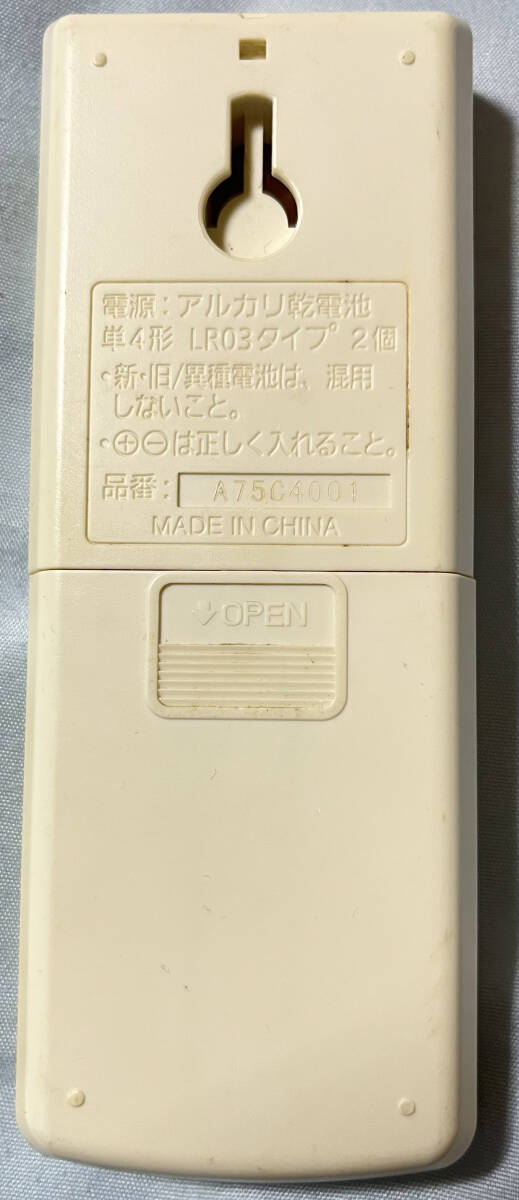 電源：アルカリ乾電池
単4形 LR03タイプ 2個
・新・旧/異種電池は、混用
しないこと。
・⊕⊖は正しく入れること。
品番： A75C4001
MADE IN CHINA
↓OPEN